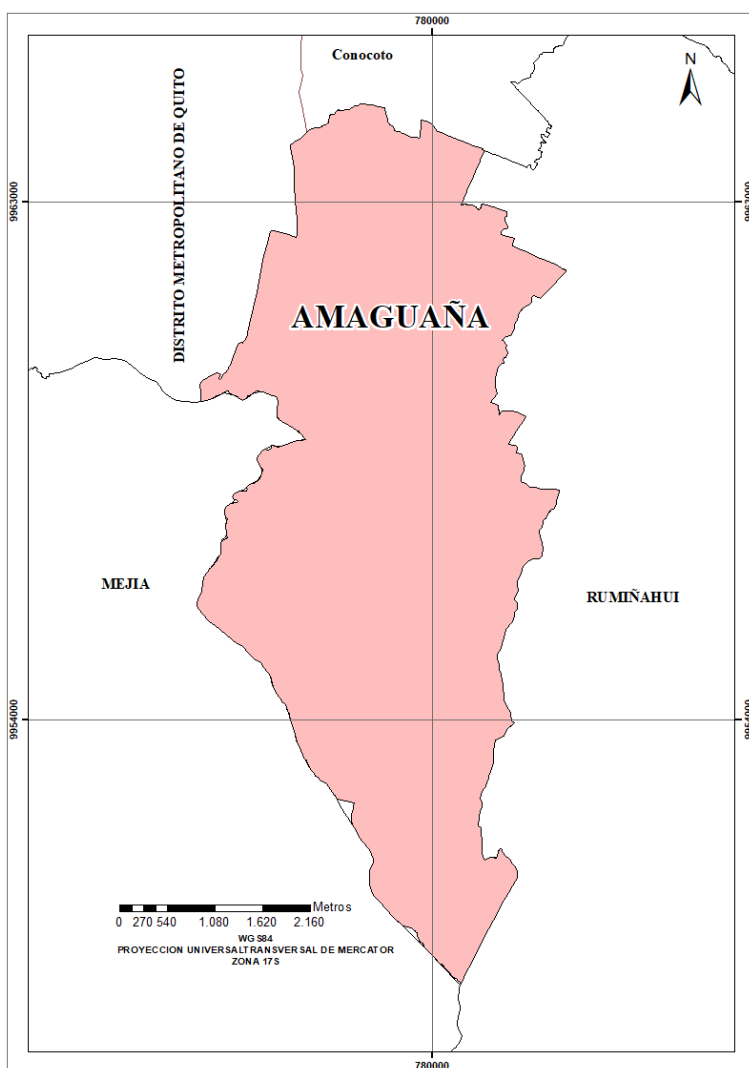 780000
Conocoto
N
DISTRITO METROPOLITANO DE QUITO
9963000
9963000
AMAGUAÑA
MEJIA
RUMIÑAHUI
9954000
9954000
Metros
0 270 540 1.080 1.620 2.160
WGS84
PROYECCION UNIVERSALTRANSVERSAL DE MERCATOR
ZONA 17S
780000